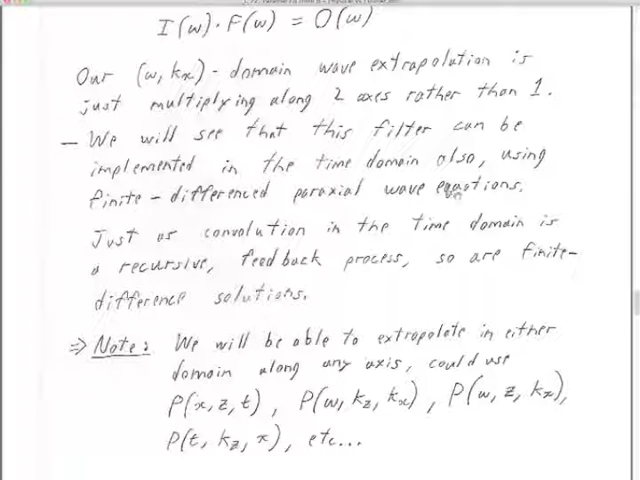 I(w) · F(w) = O(w)
Our (w, kx) - domain wave extrapolation is
just multiplying along 2 axes rather than 1.
- We will see that this filter can be
implemented in the time domain also, using
finite - differenced paraxial wave equations.
Just as convolution in the time domain is
a recursive, feedback process, so are finite-
difference solutions.
⇒ Note: We will be able to extrapolate in either
domain along any axis, could use
P(x, z, t), P(w, kz, kx), P(w, z, kx),
P(t, kz, x), etc...